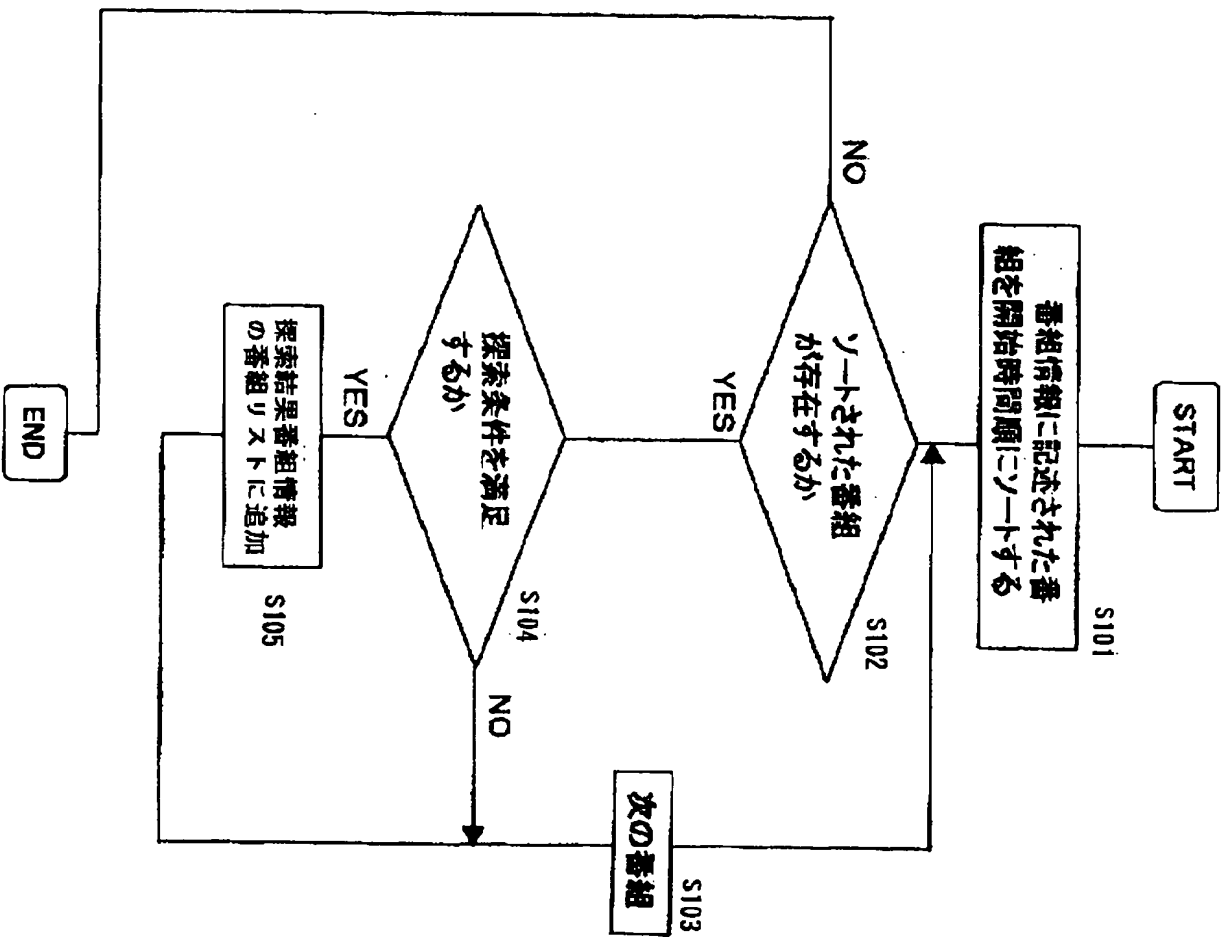 START
番組情報に記述された番
組を開始時間順にソートする
S101
ソートされた番組
が存在するか
S102
NO
YES
探索条件を満足
するか
S104
NO
YES
次の番組
S103
探索結果番組情報
の番組リストに追加
S105
END